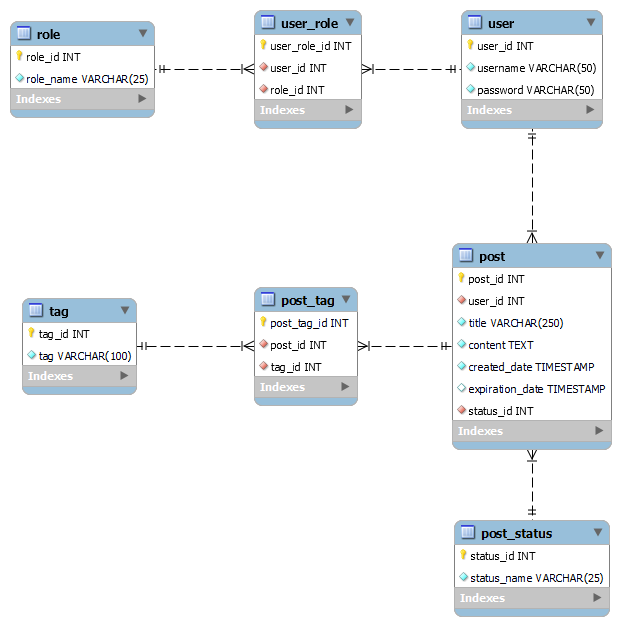 role
role_id INT
role_name VARCHAR(25)
Indexes
user_role
user_role_id INT
user_id INT
role_id INT
Indexes
user
user_id INT
username VARCHAR(50)
password VARCHAR(50)
Indexes
tag
tag_id INT
tag VARCHAR(100)
Indexes
post_tag
post_tag_id INT
post_id INT
tag_id INT
Indexes
post
post_id INT
user_id INT
title VARCHAR(250)
content TEXT
created_date TIMESTAMP
expiration_date TIMESTAMP
status_id INT
Indexes
post_status
status_id INT
status_name VARCHAR(25)
Indexes